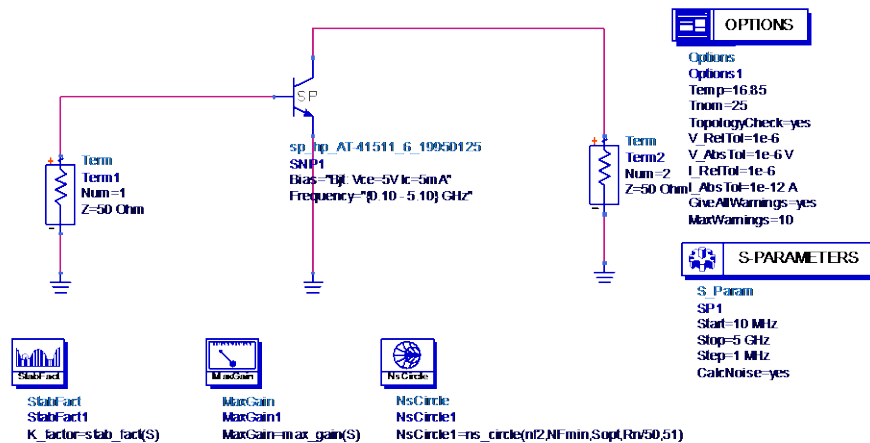 OPTIONS
Options
Options1
Temp=16.85
Tnom=25
TopologyCheck=yes
V_RelTol=1e-6
V_AbsTol=1e-6 V
I_RelTol=1e-6
I_AbsTol=1e-12 A
GiveAllWarnings=yes
MaxWarnings=10
SP
sp_hp_AT-41511_6_19950125
SNP1
Bias="Bjt: Vce=5V Ic=5mA"
Frequency="{0.10 - 5.10} GHz"
+
Term
Term1
Num=1
Z=50 Ohm
-
+
Term
Term2
Num=2
Z=50 Ohm
-
S-PARAMETERS
S_Param
SP1
Start=10 MHz
Stop=5 GHz
Step=1 MHz
CalcNoise=yes
StabFact
StabFact
StabFact1
K_factor=stab_fact(S)
MaxGain
MaxGain
MaxGain1
MaxGain=max_gain(S)
NsCircle
NsCircle
NsCircle1
NsCircle1=ns_circle(nf2,NFmin,Sopt,Rn/50,51)